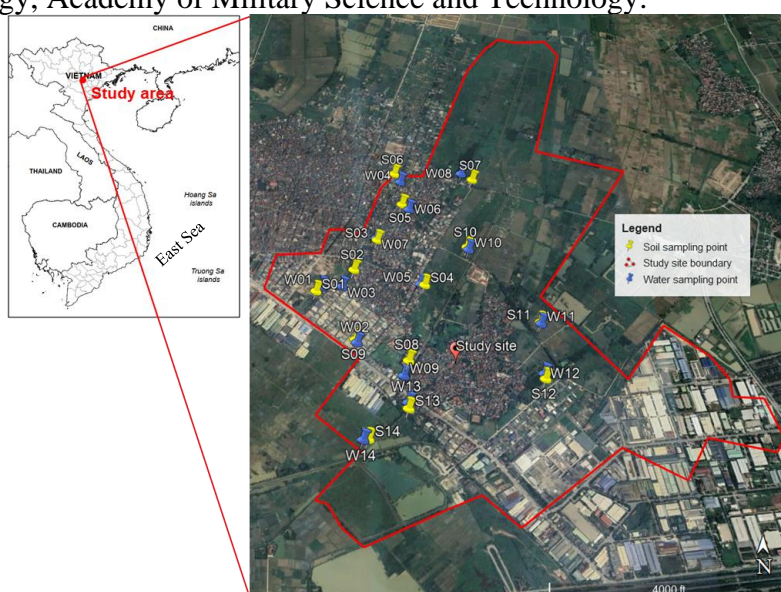 gy, Academy of Military Science and Technology.
CHINA
VIETNAM
Study area
LAOS
THAILAND
Hoang Sa
islands
CAMBODIA
East Sea
Truong Sa
islands
S06
W04
W08
S07
S05
W06
S03
W07
S10
W10
S02
W01
S01
W03
W05
S04
S11
W11
W02
S09
S08
Study site
W09
W13
W12
S12
S13
S14
W14
Legend
Soil sampling point
Study site boundary
Water sampling point
N
4000 ft